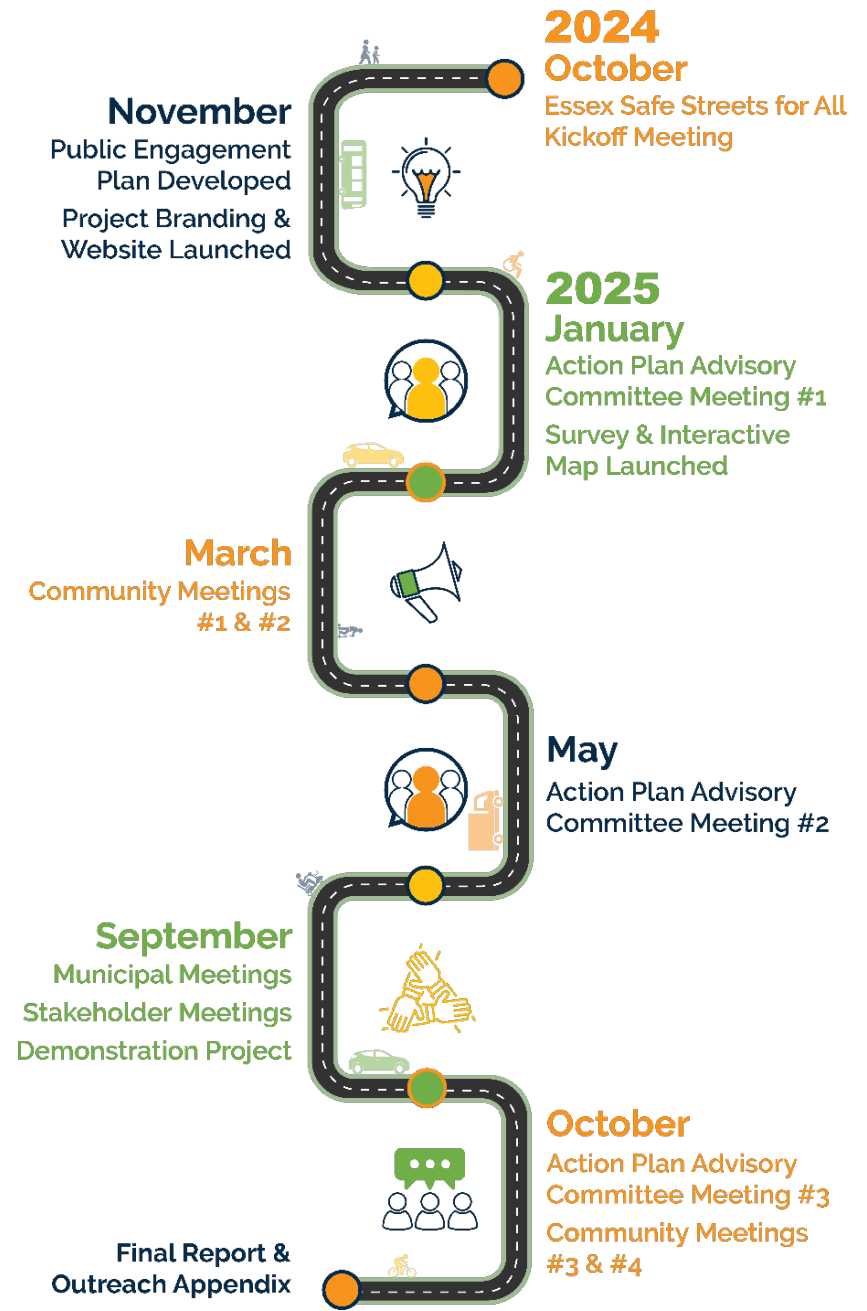 2024
October
Essex Safe Streets for All
Kickoff Meeting
November
Public Engagement
Plan Developed
Project Branding &
Website Launched
2025
January
Action Plan Advisory
Committee Meeting #1
Survey & Interactive
Map Launched
March
Community Meetings
#1 & #2
May
Action Plan Advisory
Committee Meeting #2
September
Municipal Meetings
Stakeholder Meetings
Demonstration Project
October
Action Plan Advisory
Committee Meeting #3
Community Meetings
#3 & #4
Final Report &
Outreach Appendix